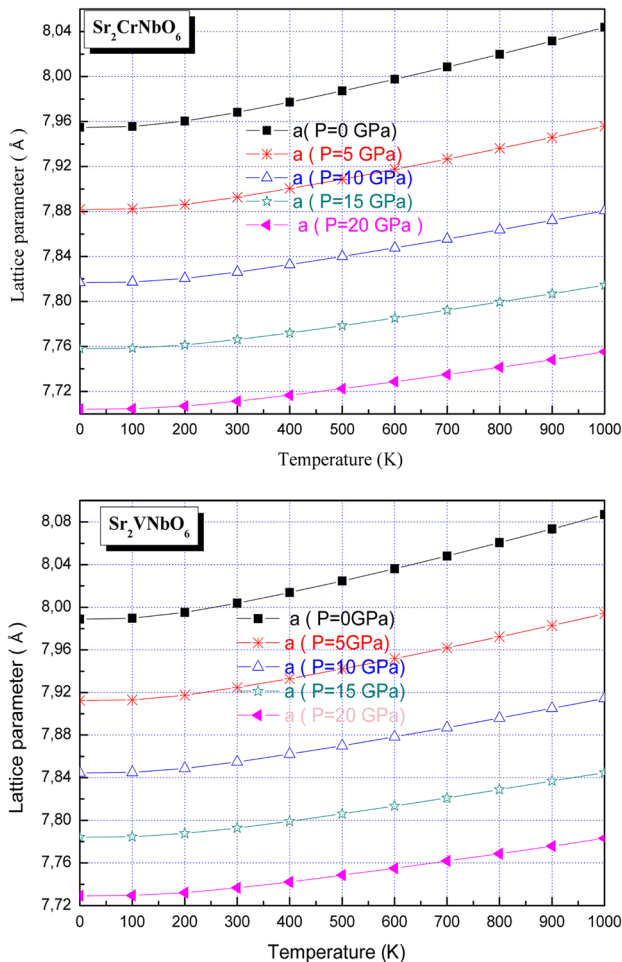 Sr₂CrNbO₆
8,04
8,00
7,96
7,92
7,88
7,84
7,80
7,76
7,72
Lattice parameter ( Å )
a( P=0 GPa)
a ( P=5 GPa)
a ( P=10 GPa)
a ( P=15 GPa)
a ( P=20 GPa )
0 100 200 300 400 500 600 700 800 900 1000
Temperature (K)
Sr₂VNbO₆
8,08
8,04
8,00
7,96
7,92
7,88
7,84
7,80
7,76
7,72
Lattice parameter ( Å )
a ( P=0GPa)
a ( P=5GPa)
a ( P=10 GPa)
a ( P=15 GPa)
a ( P=20 GPa)
0 100 200 300 400 500 600 700 800 900 1000
Temperature (K)